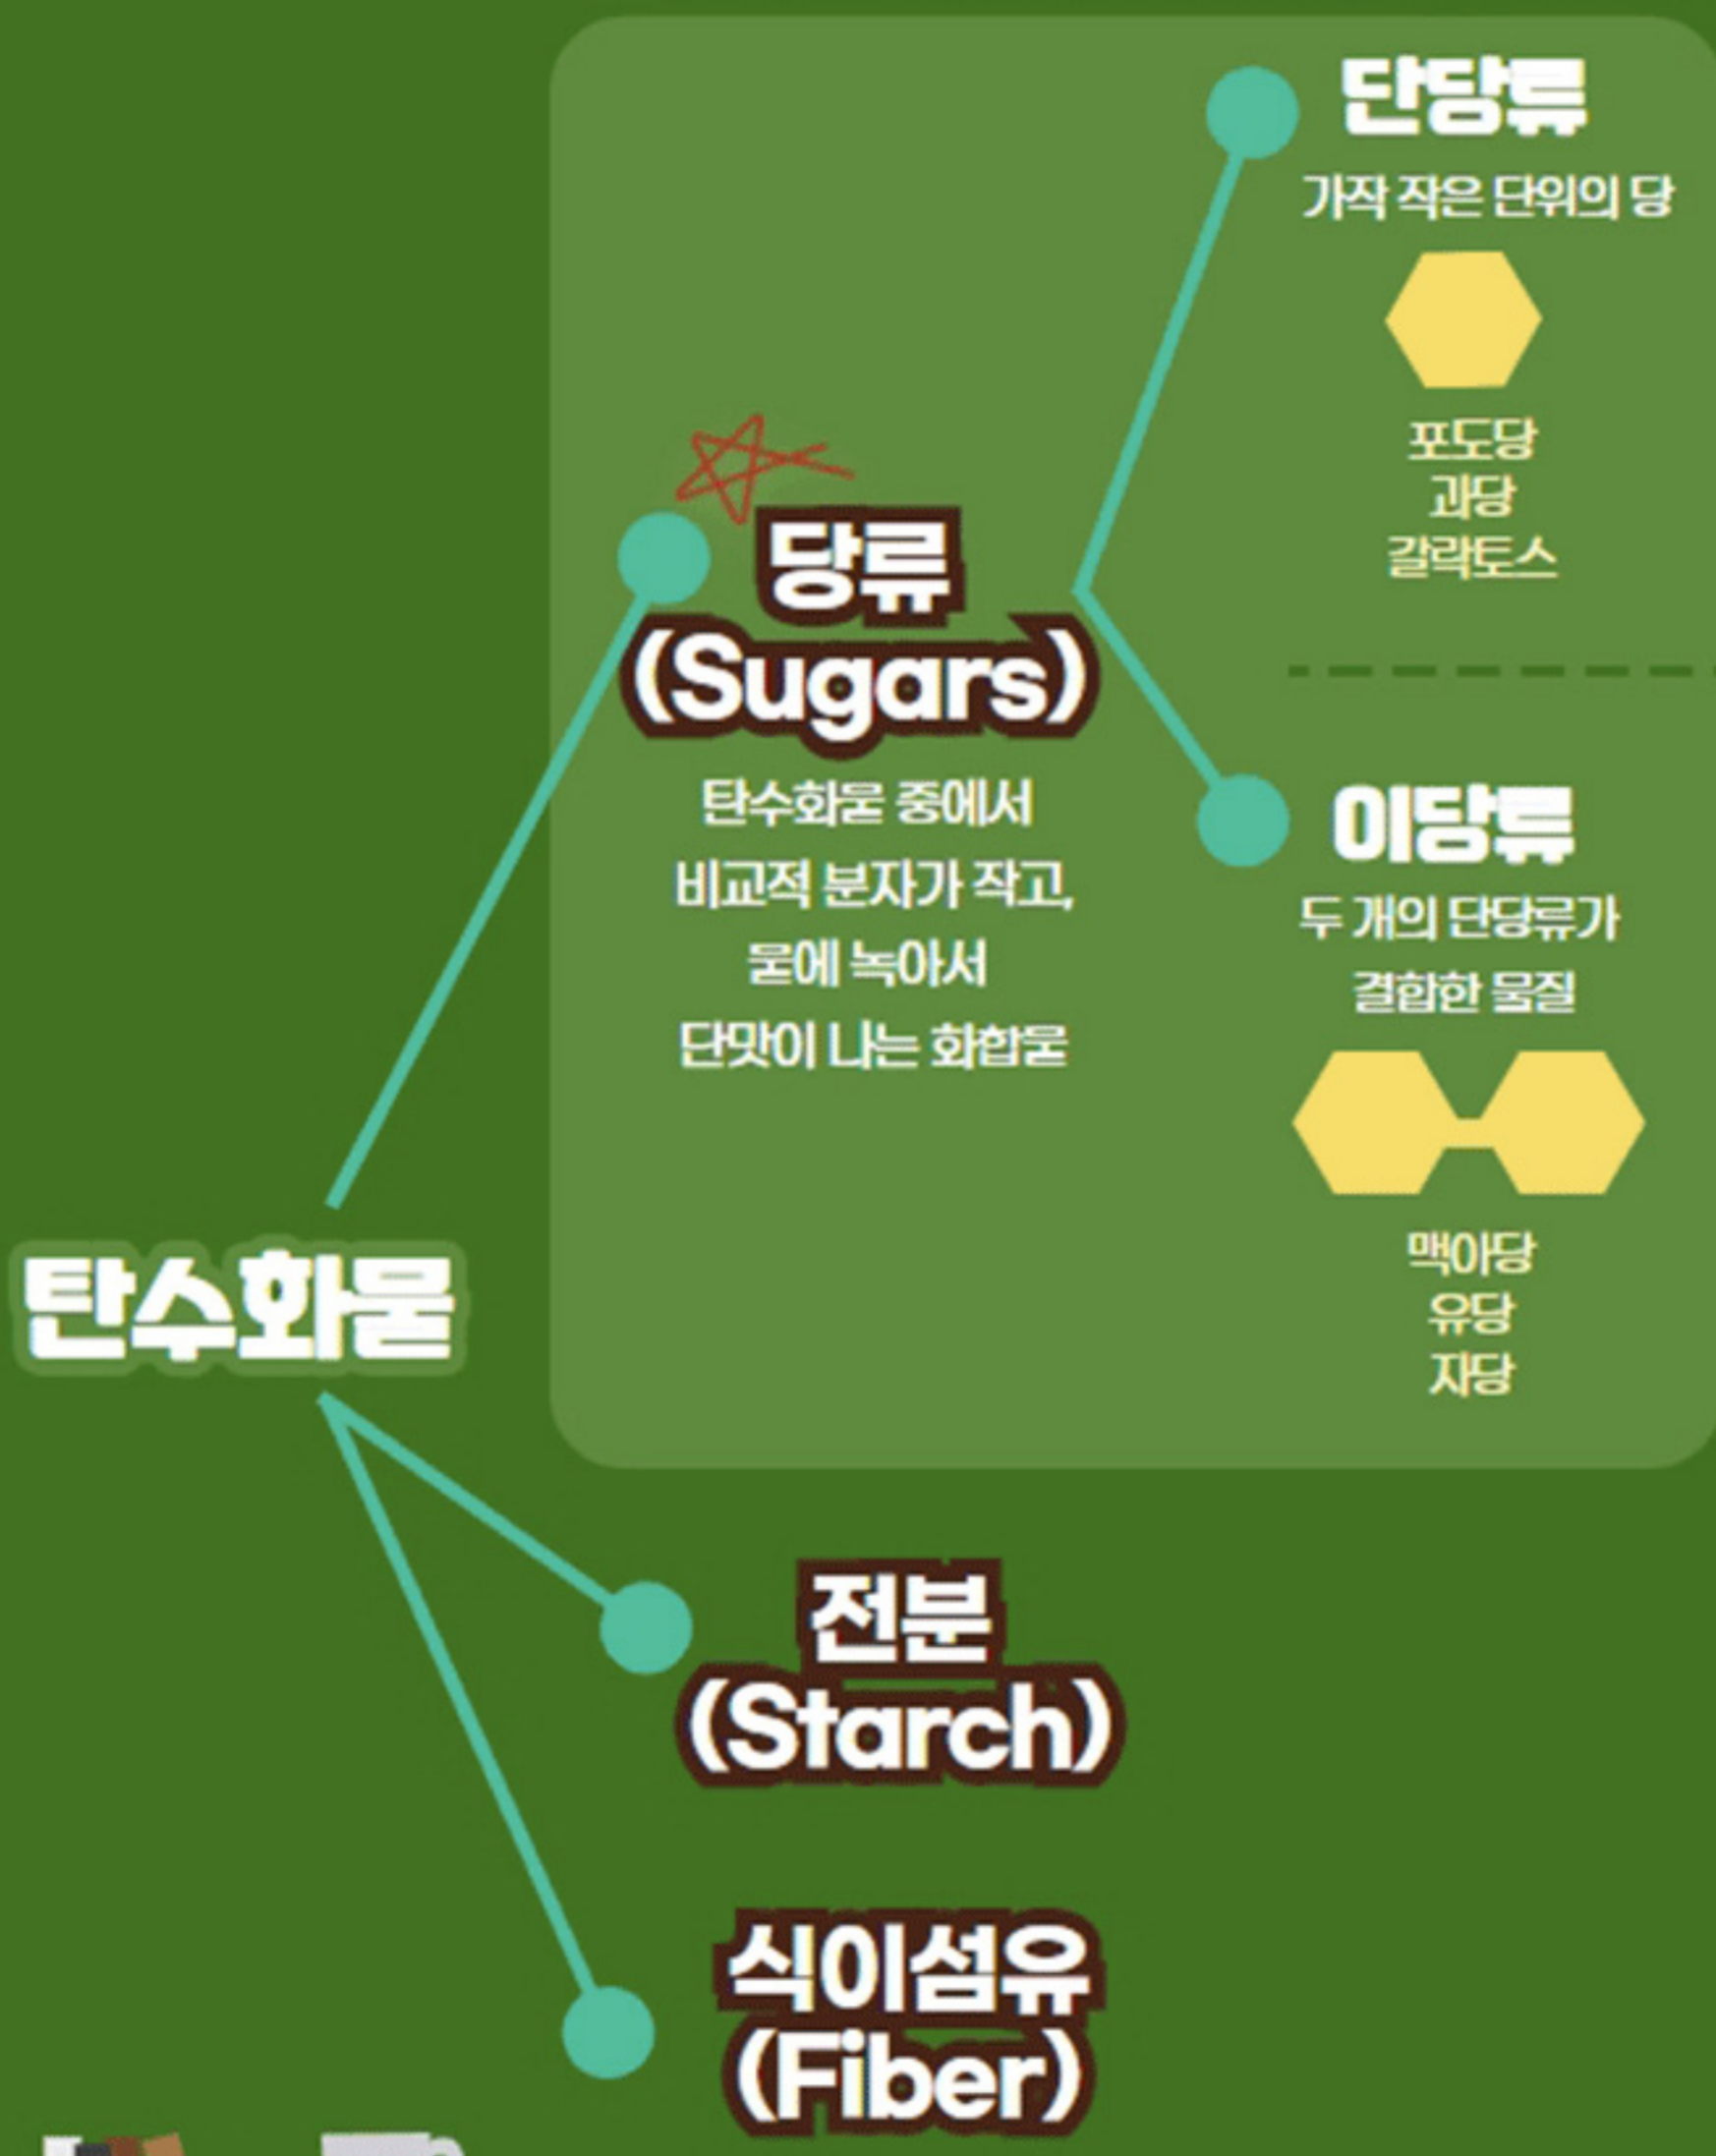 단당류
가작 작은 단위의 당
포도당
과당
갈락토스
당류
(Sugars)
탄수화물 중에서
비교적 분자가 작고,
물에 녹아서
단맛이 나는 화합물
이당류
두 개의 단당류가
결합한 물질
맥아당
유당
자당
탄수화물
전분
(Starch)
식이섬유
(Fiber)